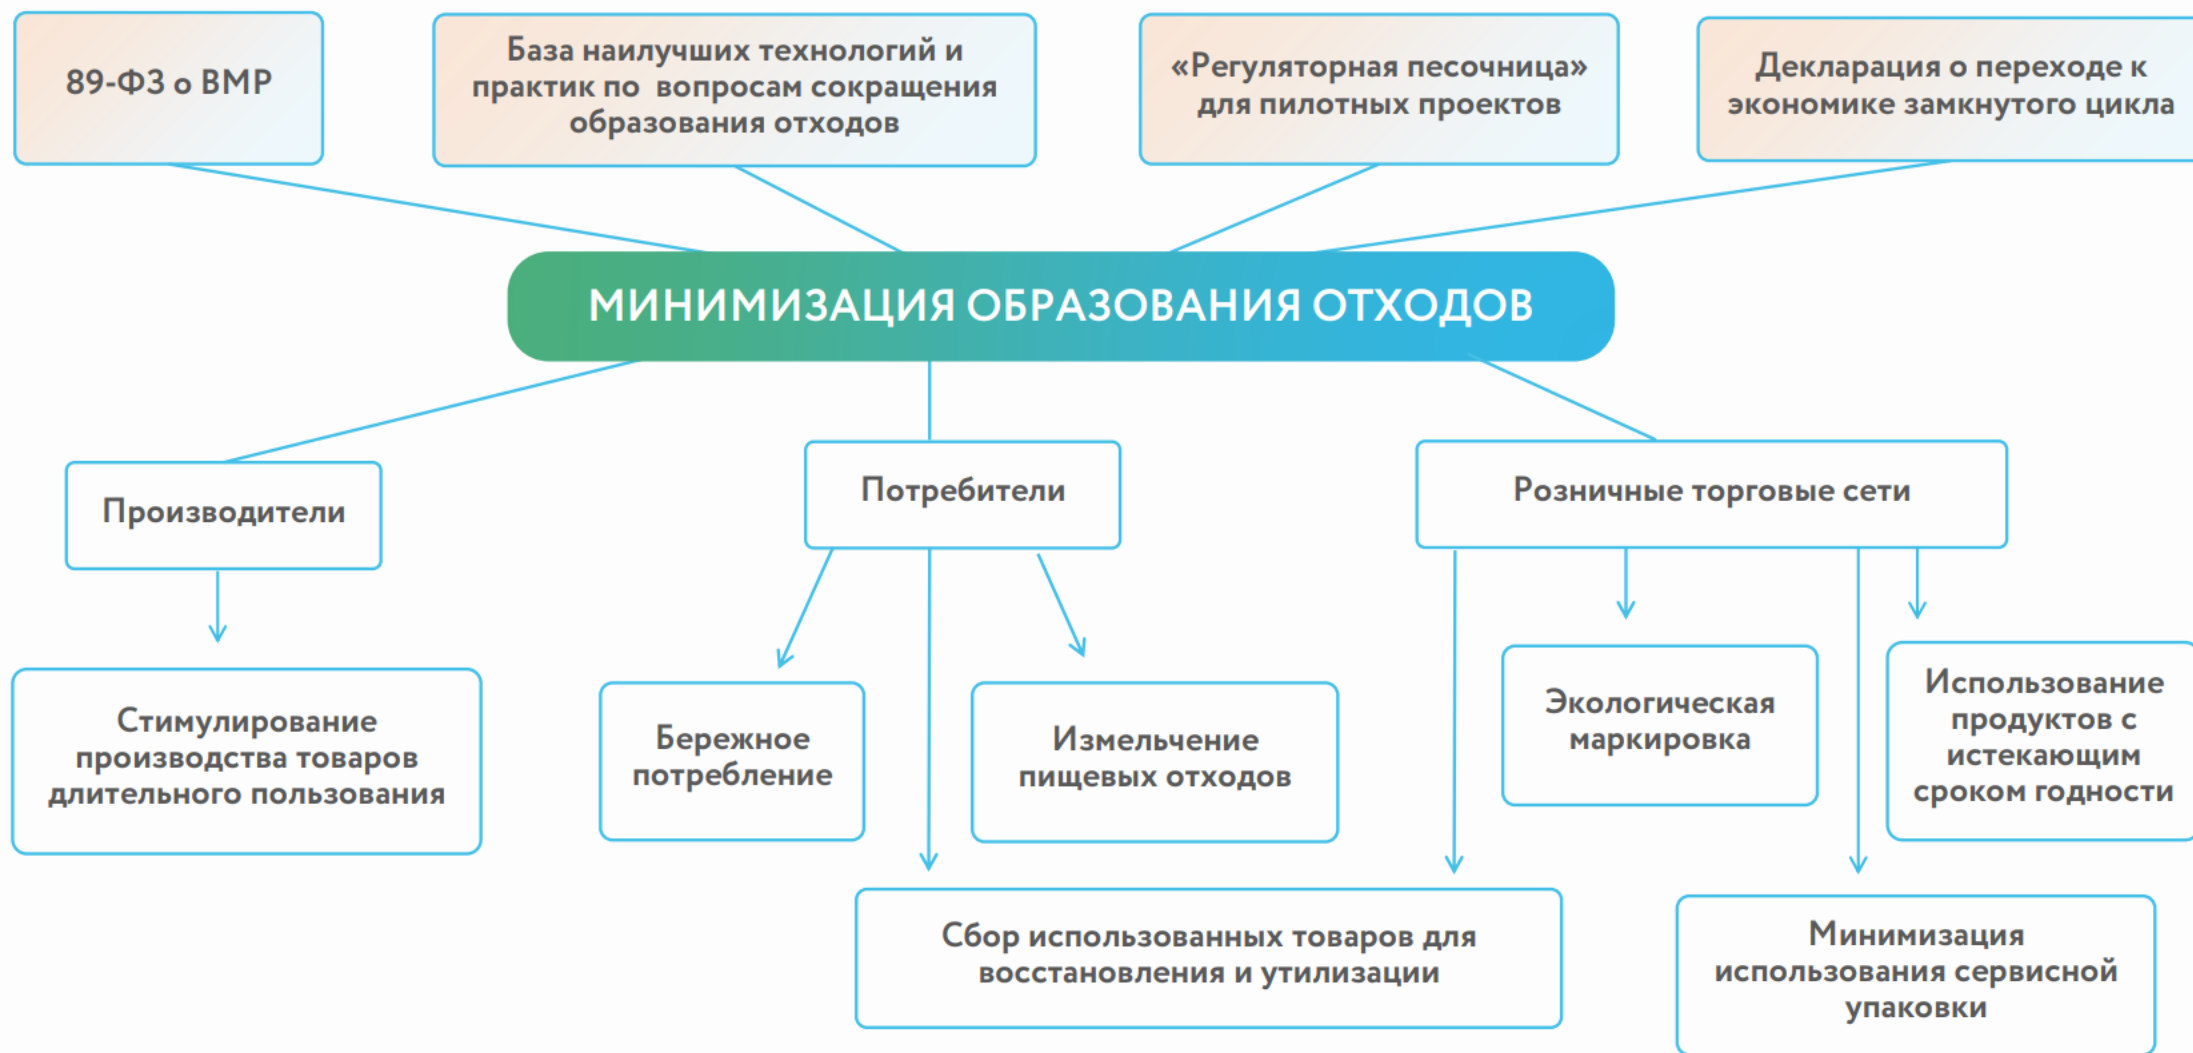 89-ФЗ о ВМР
База наилучших технологий и
практик по вопросам сокращения
образования отходов
«Регуляторная песочница»
для пилотных проектов
Декларация о переходе к
экономике замкнутого цикла
МИНИМИЗАЦИЯ ОБРАЗОВАНИЯ ОТХОДОВ
Производители
Потребители
Розничные торговые сети
Стимулирование
производства товаров
длительного пользования
Бережное
потребление
Измельчение
пищевых отходов
Экологическая
маркировка
Использование
продуктов с
истекающим
сроком годности
Сбор использованных товаров для
восстановления и утилизации
Минимизация
использования сервисной
упаковки